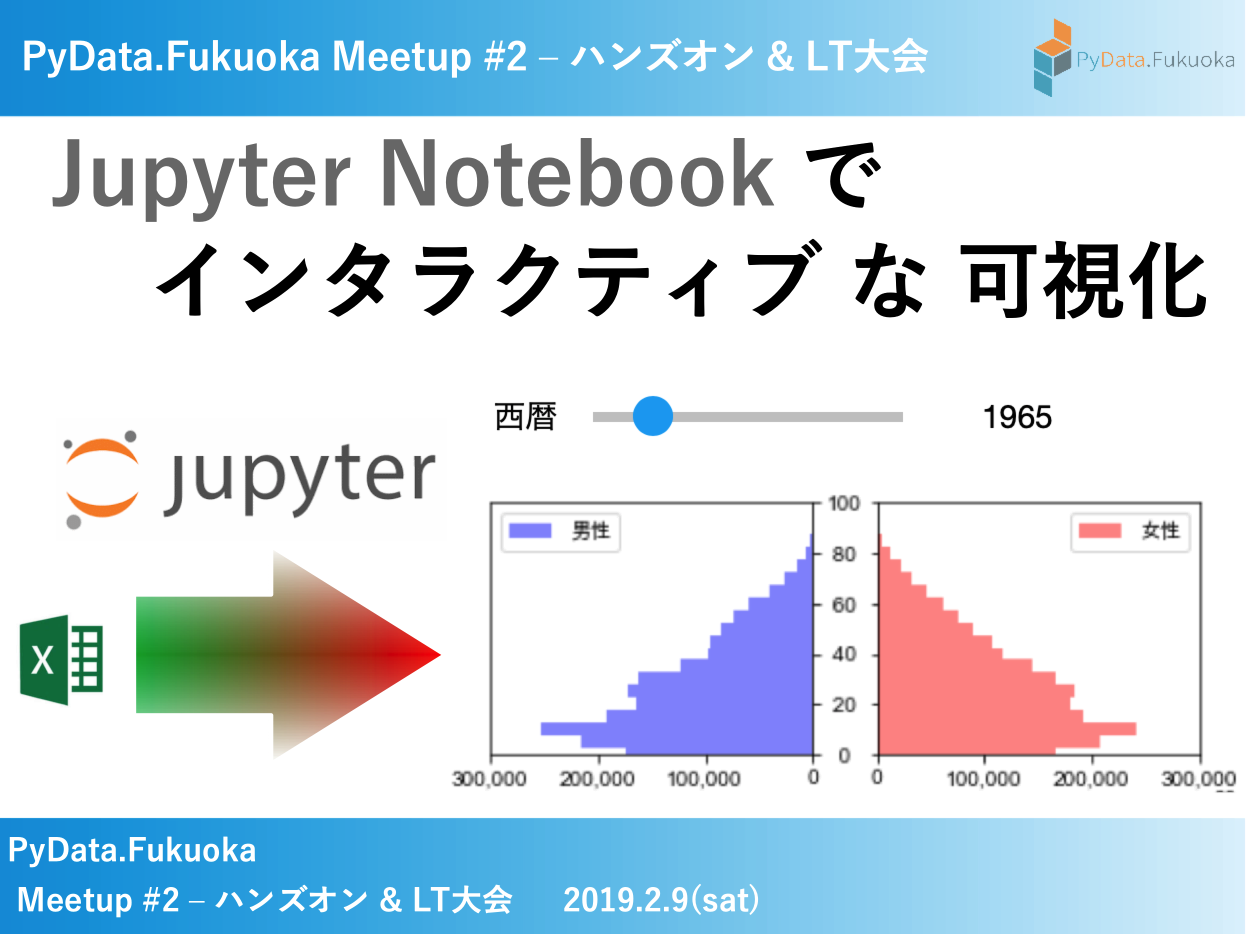 PyData.Fukuoka Meetup #2 – ハンズオン & LT大会
PyData.Fukuoka
Jupyter Notebook で
インタラクティブ な 可視化
西暦 1965
jupyter
X
男性
女性
100
80
60
40
20
0
300,000 200,000 100,000 0
0 100,000 200,000 300,000
PyData.Fukuoka
Meetup #2 – ハンズオン & LT大会 2019.2.9(sat)